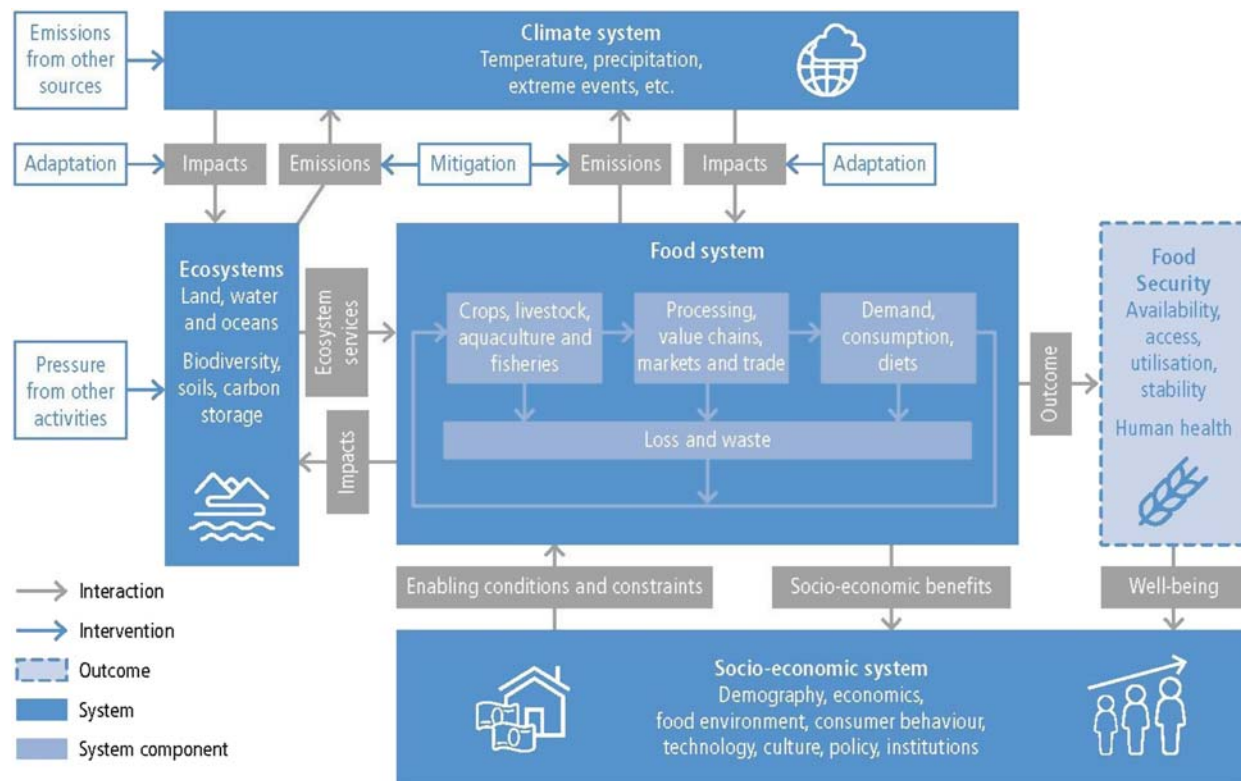 Emissions
from other
sources
Climate system
Temperature, precipitation,
extreme events, etc.
Adaptation
Impacts
Emissions
Mitigation
Emissions
Impacts
Adaptation
Pressure
from other
activities
Ecosystems
Land, water
and oceans
Biodiversity,
soils, carbon
storage
Ecosystem
services
Impacts
Food system
Crops, livestock,
aquaculture and
fisheries
Processing,
value chains,
markets and trade
Demand,
consumption,
diets
Loss and waste
Outcome
Food
Security
Availability,
access,
utilisation,
stability
Human health
Enabling conditions and constraints
Socio-economic benefits
Well-being
Socio-economic system
Demography, economics,
food environment, consumer behaviour,
technology, culture, policy, institutions
Interaction
Intervention
Outcome
System
System component